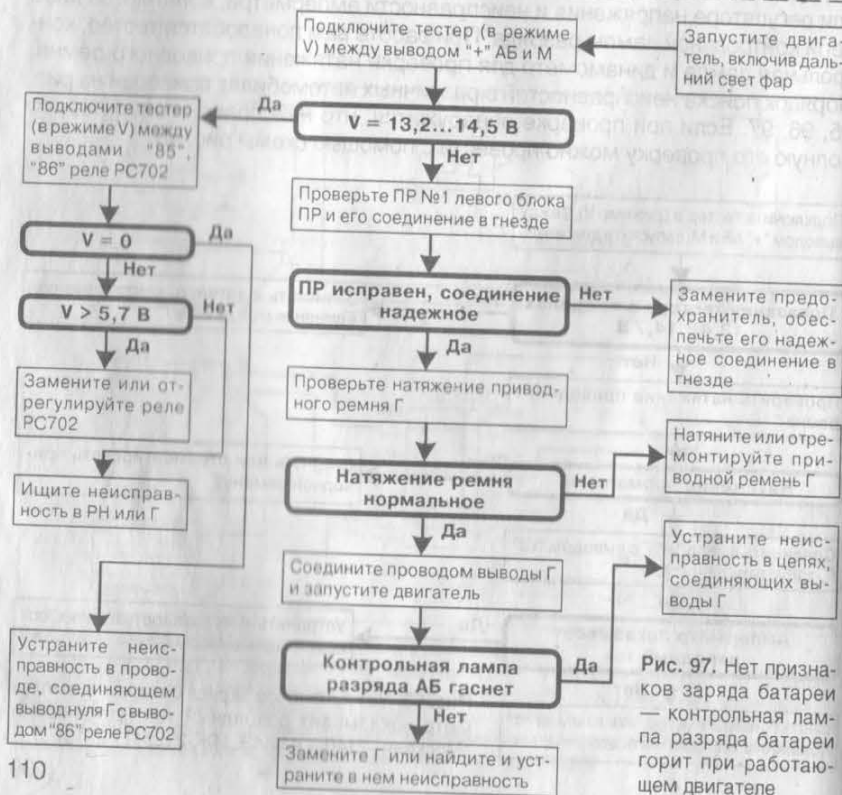 Запустите двига-
тель, включив даль-
ний свет фар
Подключите тестер (в режиме
V) между выводом "+" АБ и М
V = 13,2...14,5 В
Да
Нет
Подключите тестер
(в режиме V) между
выводами "85",
"86" реле РС702
V = 0
Да
Нет
V > 5,7 В
Нет
Да
Замените или от-
регулируйте реле
РС702
Ищите неисправ-
ность в РН или Г
Устраните неис-
правность в прово-
де, соединяющем
вывод нуля Г с выво-
дом "86" реле РС702
Проверьте ПР №1 левого блока
ПР и его соединение в гнезде
ПР исправен, соединение
надежное
Нет
Да
Замените предо-
хранитель, обес-
печьте его надеж-
ное соединение в
гнезде
Проверьте натяжение привод-
ного ремня Г
Натяжение ремня
нормальное
Нет
Да
Натяните или отре-
монтируйте при-
водной ремень Г
Соедините проводом выводы Г
и запустите двигатель
Контрольная лампа
разряда АБ гаснет
Да
Нет
Устраните неис-
правность в цепях,
соединяющих вы-
воды Г
Замените Г или найдите и уст-
раните в нем неисправность
Рис. 97. Нет призна-
ков заряда батареи
— контрольная лам-
па разряда батареи
горит при работаю-
щем двигателе
110